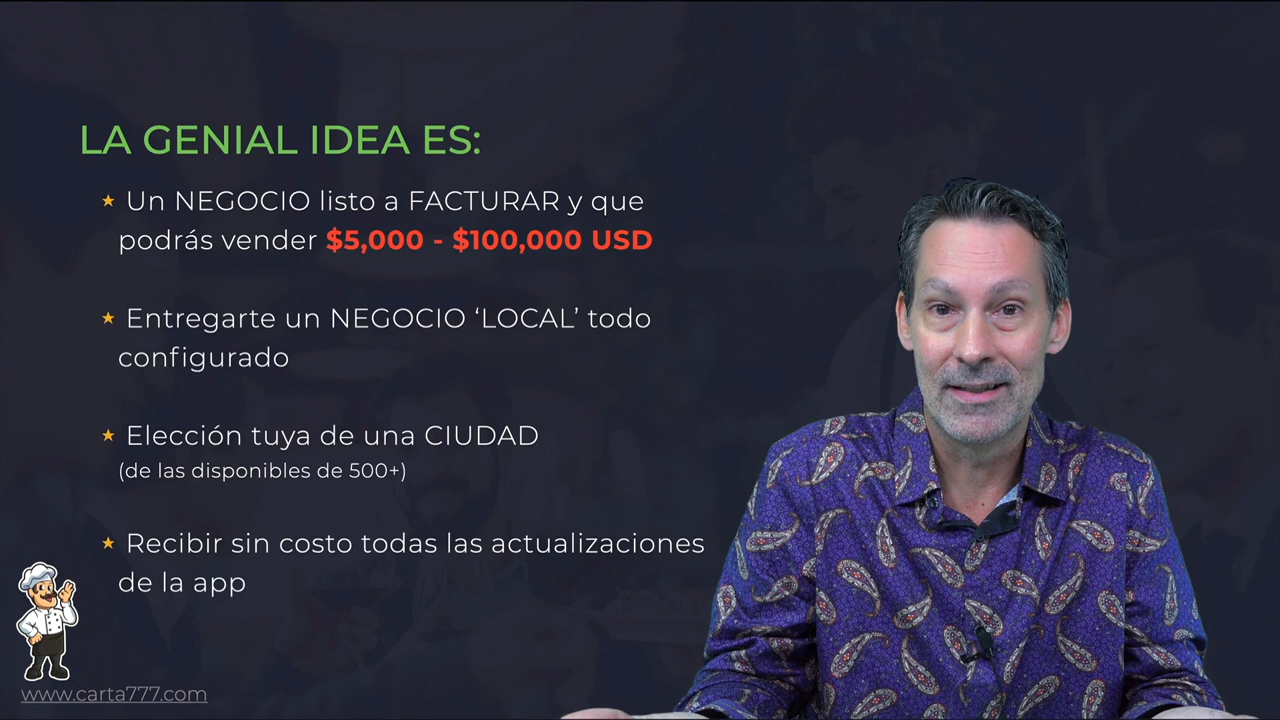 LA GENIAL IDEA ES:
★ Un NEGOCIO listo a FACTURAR y que
podrás vender $5,000 - $100,000 USD
★ Entregarte un NEGOCIO ‘LOCAL’ todo
configurado
★ Elección tuya de una CIUDAD
(de las disponibles de 500+)
★ Recibir sin costo todas las actualizaciones
de la app
www.carta777.com